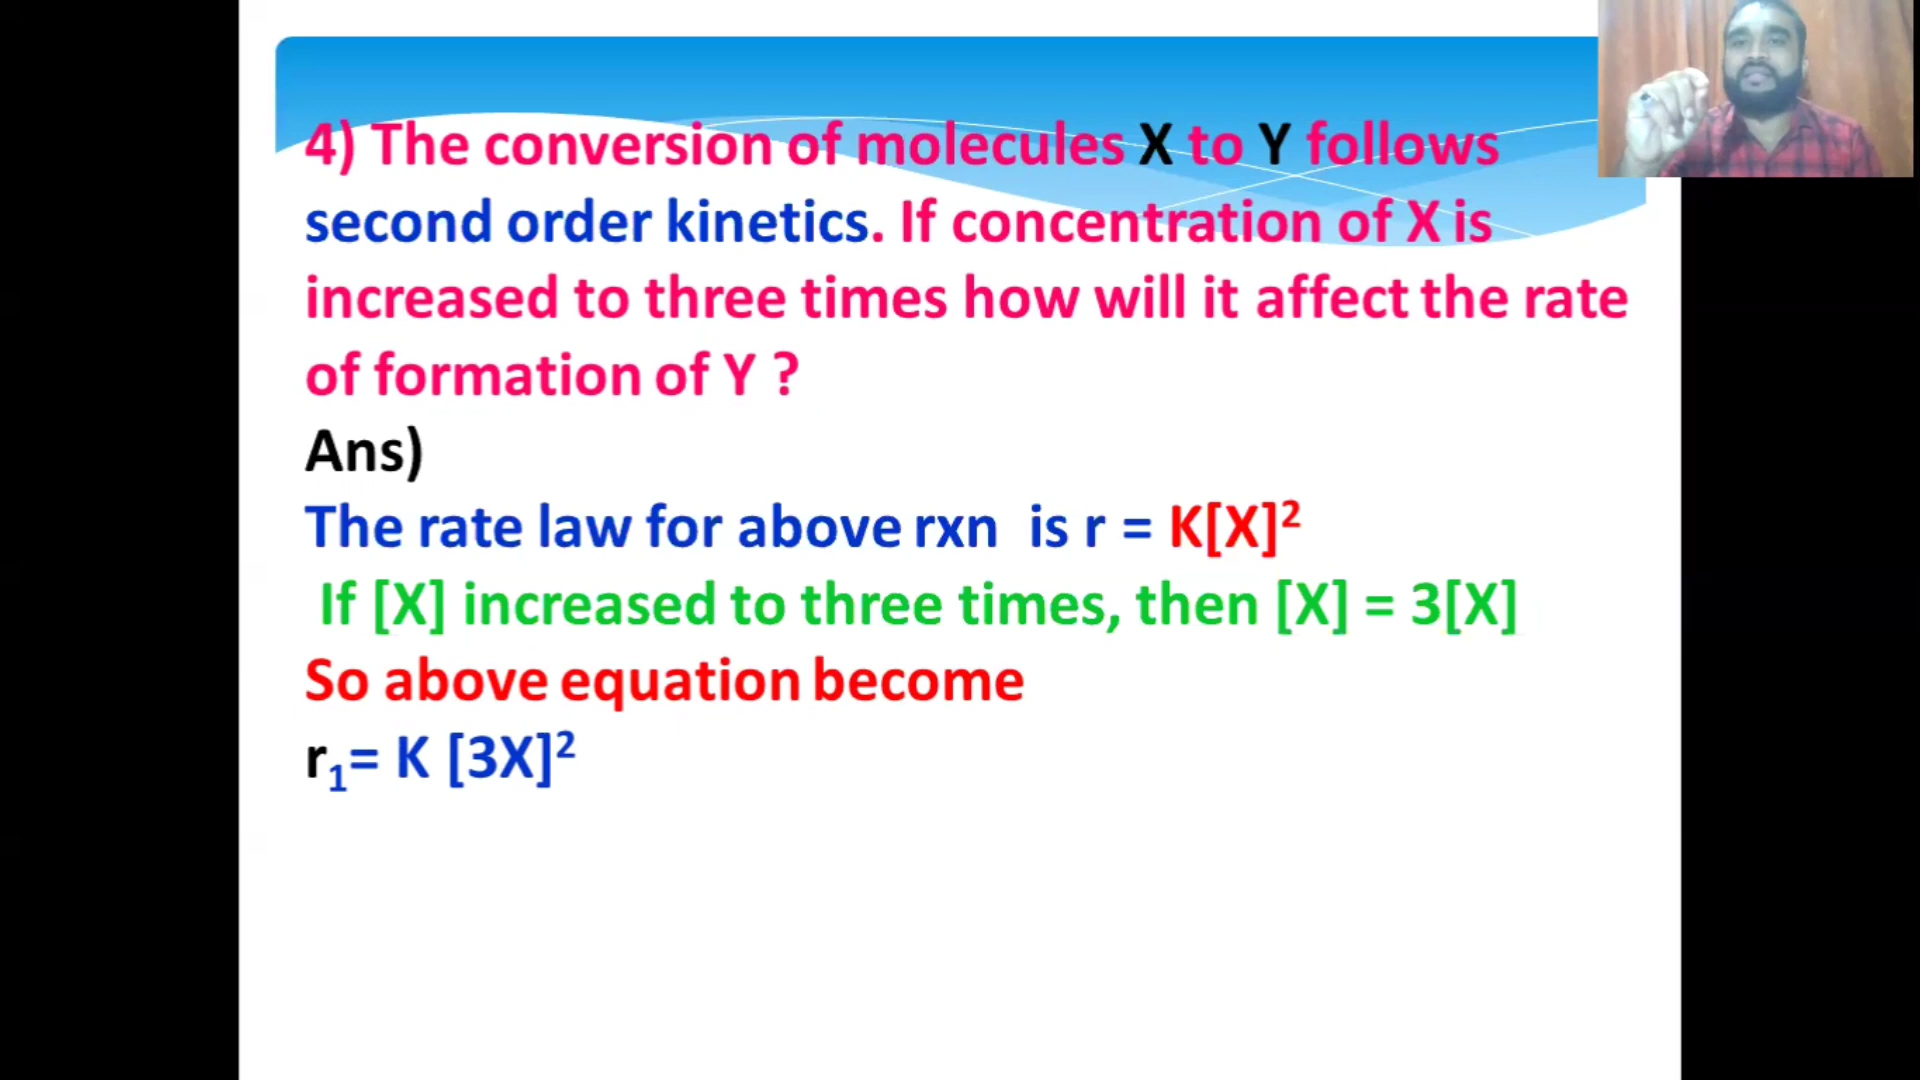 4) The conversion of molecules X to Y follows
second order kinetics. If concentration of X is
increased to three times how will it affect the rate
of formation of Y ?
Ans)
The rate law for above rxn is r = K[X]²
If [X] increased to three times, then [X] = 3[X]
So above equation become
r₁= K [3X]²